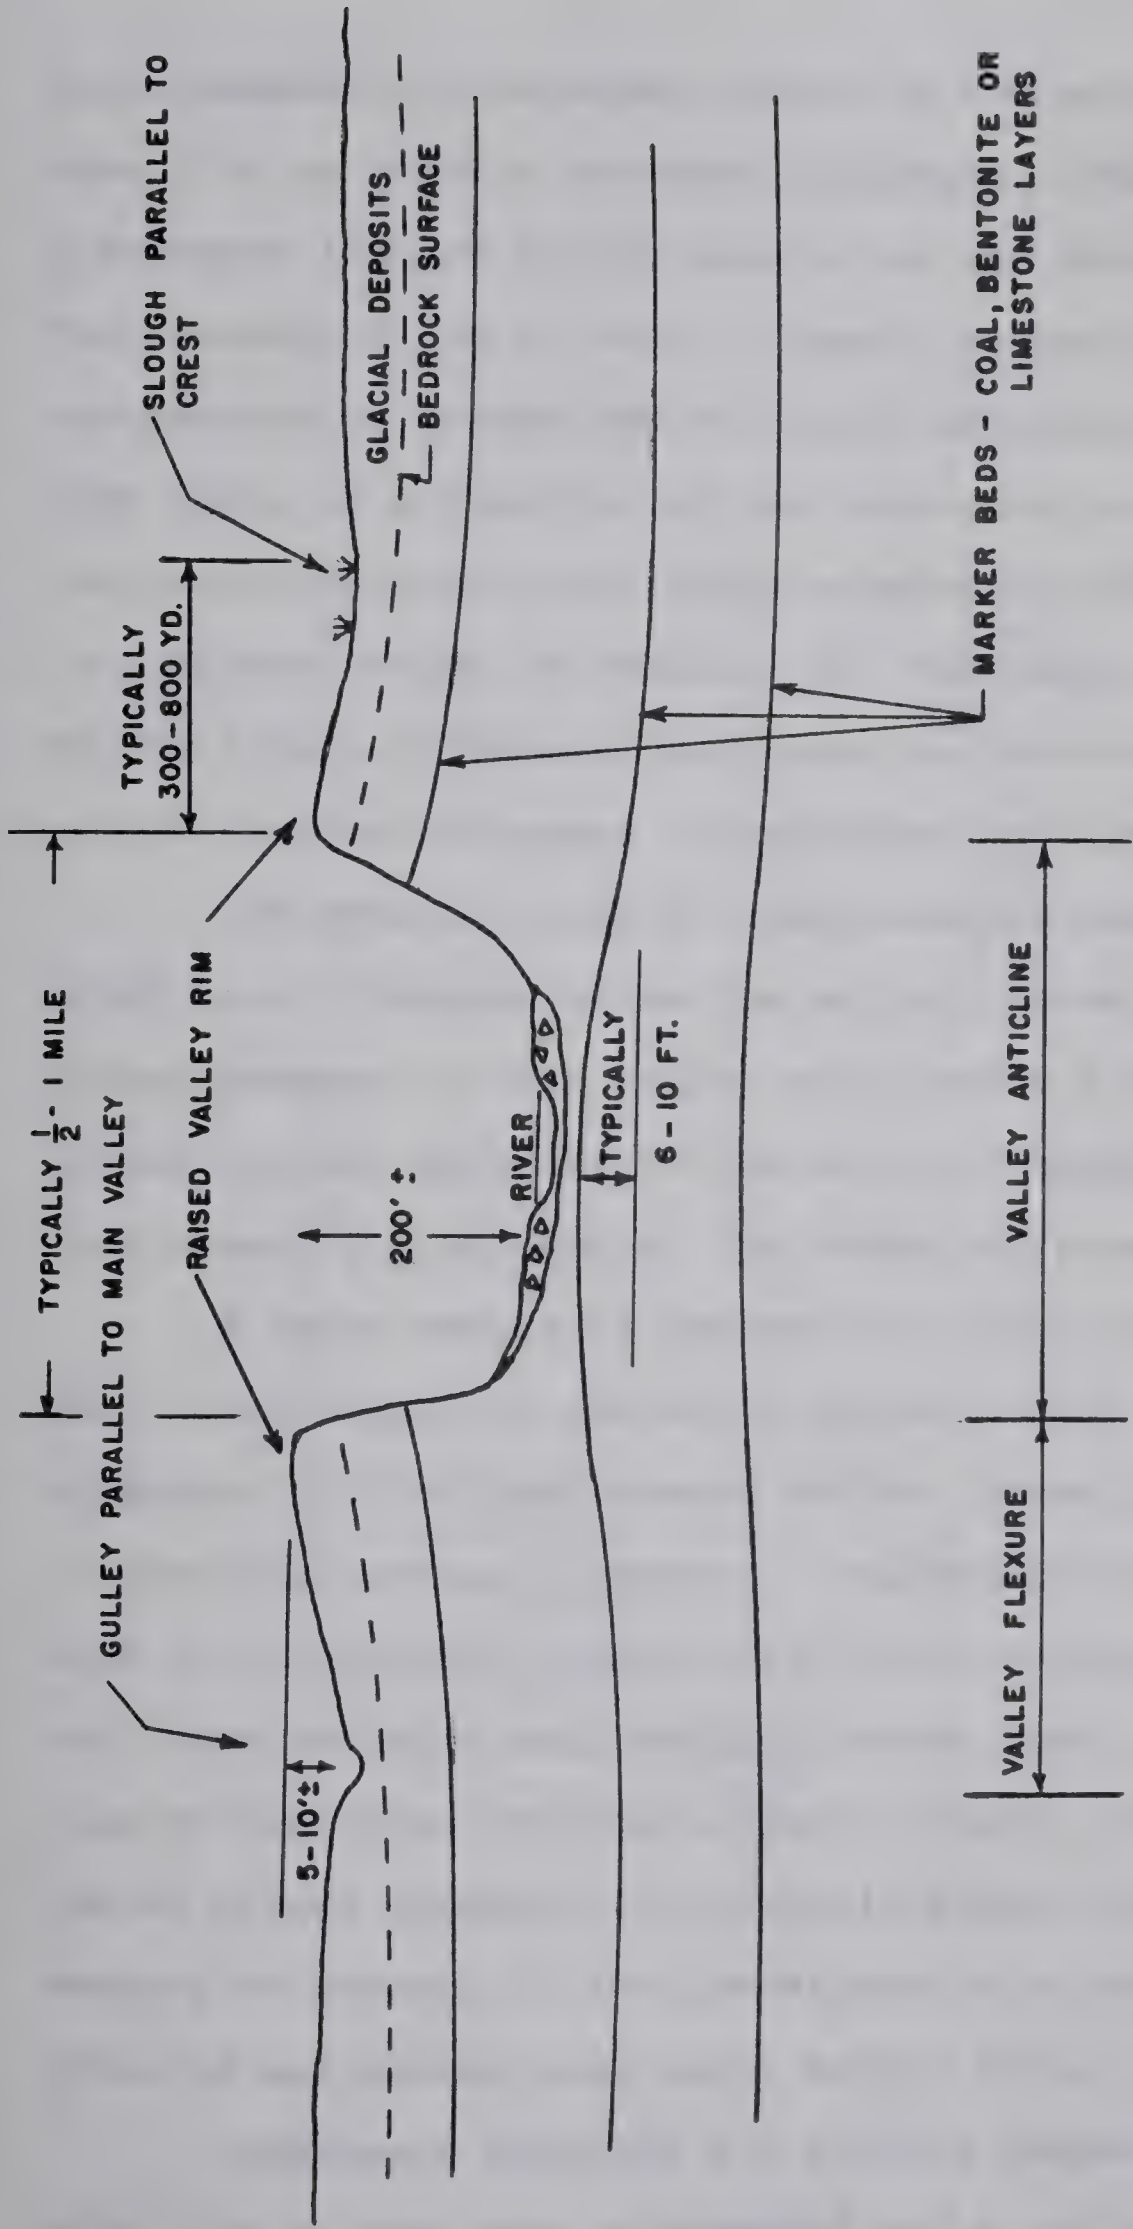 TYPICALLY 1/2 - 1 MILE
GULLEY PARALLEL TO MAIN VALLEY
RAISED VALLEY RIM
TYPICALLY
300-800 YD.
SLOUGH PARALLEL TO
CREST
5-10'±
200' ±
RIVER
GLACIAL DEPOSITS
BEDROCK SURFACE
TYPICALLY
6-10 FT.
MARKER BEDS - COAL, BENTONITE OR
LIMESTONE LAYERS
VALLEY FLEXURE
VALLEY ANTICLINE